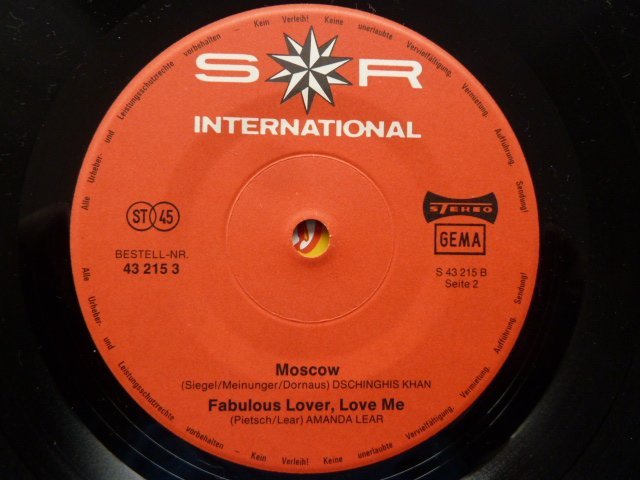 Alle Urheber- und Leistungsschutzrechte vorbehalten Kein Verleih! Keine unerlaubte Vervielfältigung, Vermietung, Aufführung, Sendung!
S R
INTERNATIONAL
ST 45
STEREO
GEMA
BESTELL-NR.
43 215 3
S 43 215 B
Seite 2
Moscow
(Siegel/Meinunger/Dornaus) DSCHINGHIS KHAN
Fabulous Lover, Love Me
(Pietsch/Lear) AMANDA LEAR
Alle Urheber- und Leistungsschutzrechte vorbehalten Kein Verleih! Keine unerlaubte Vervielfältigung, Vermietung, Aufführung, Sendung!